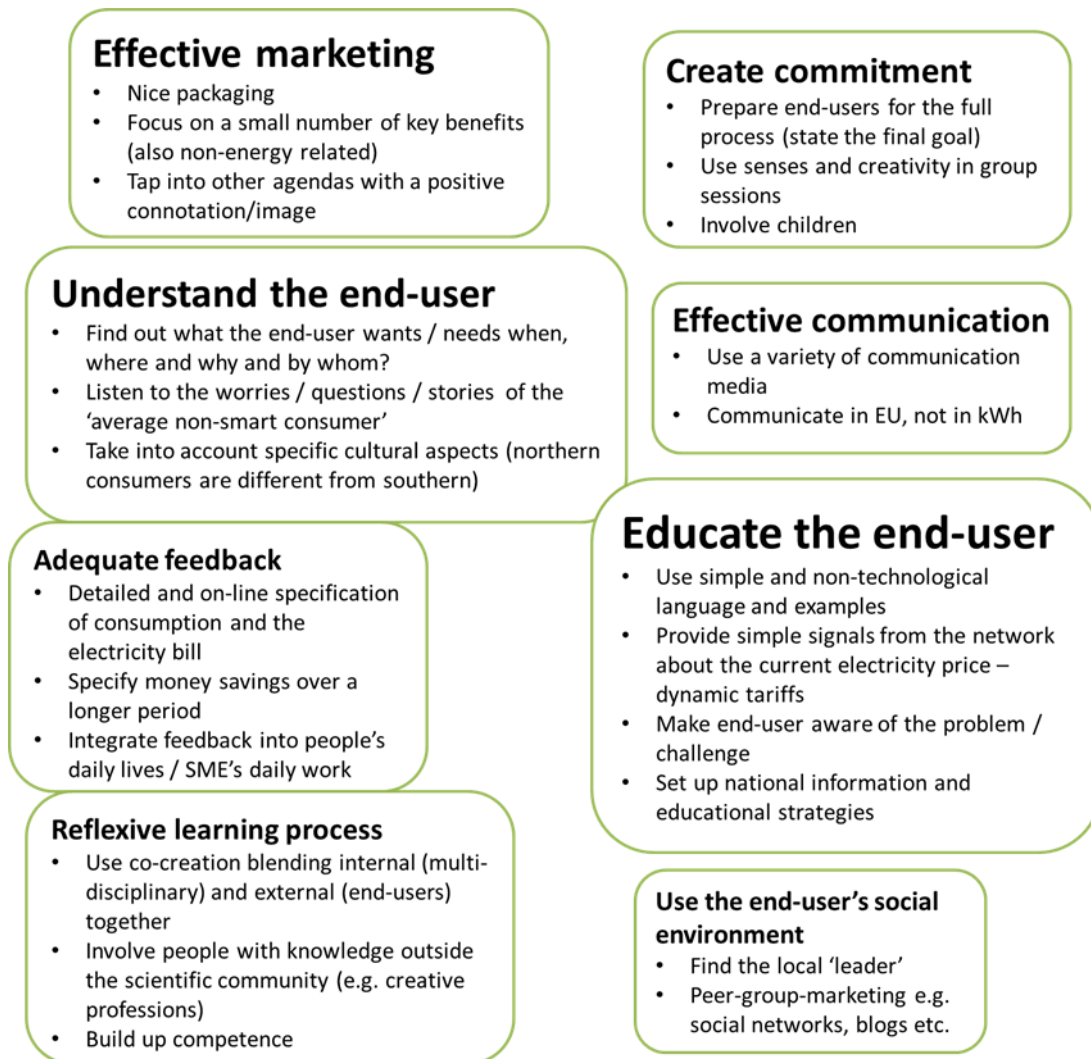 Effective marketing
• Nice packaging
• Focus on a small number of key benefits
(also non-energy related)
• Tap into other agendas with a positive
connotation/image
Create commitment
• Prepare end-users for the full
process (state the final goal)
• Use senses and creativity in group
sessions
• Involve children
Understand the end-user
• Find out what the end-user wants / needs when,
where and why and by whom?
• Listen to the worries / questions / stories of the
‘average non-smart consumer’
• Take into account specific cultural aspects (northern
consumers are different from southern)
Effective communication
• Use a variety of communication
media
• Communicate in EU, not in kWh
Adequate feedback
• Detailed and on-line specification
of consumption and the
electricity bill
• Specify money savings over a
longer period
• Integrate feedback into people’s
daily lives / SME’s daily work
Educate the end-user
• Use simple and non-technological
language and examples
• Provide simple signals from the network
about the current electricity price –
dynamic tariffs
• Make end-user aware of the problem /
challenge
• Set up national information and
educational strategies
Reflexive learning process
• Use co-creation blending internal (multi-
disciplinary) and external (end-users)
together
• Involve people with knowledge outside
the scientific community (e.g. creative
professions)
• Build up competence
Use the end-user’s social
environment
• Find the local ‘leader’
• Peer-group-marketing e.g.
social networks, blogs etc.